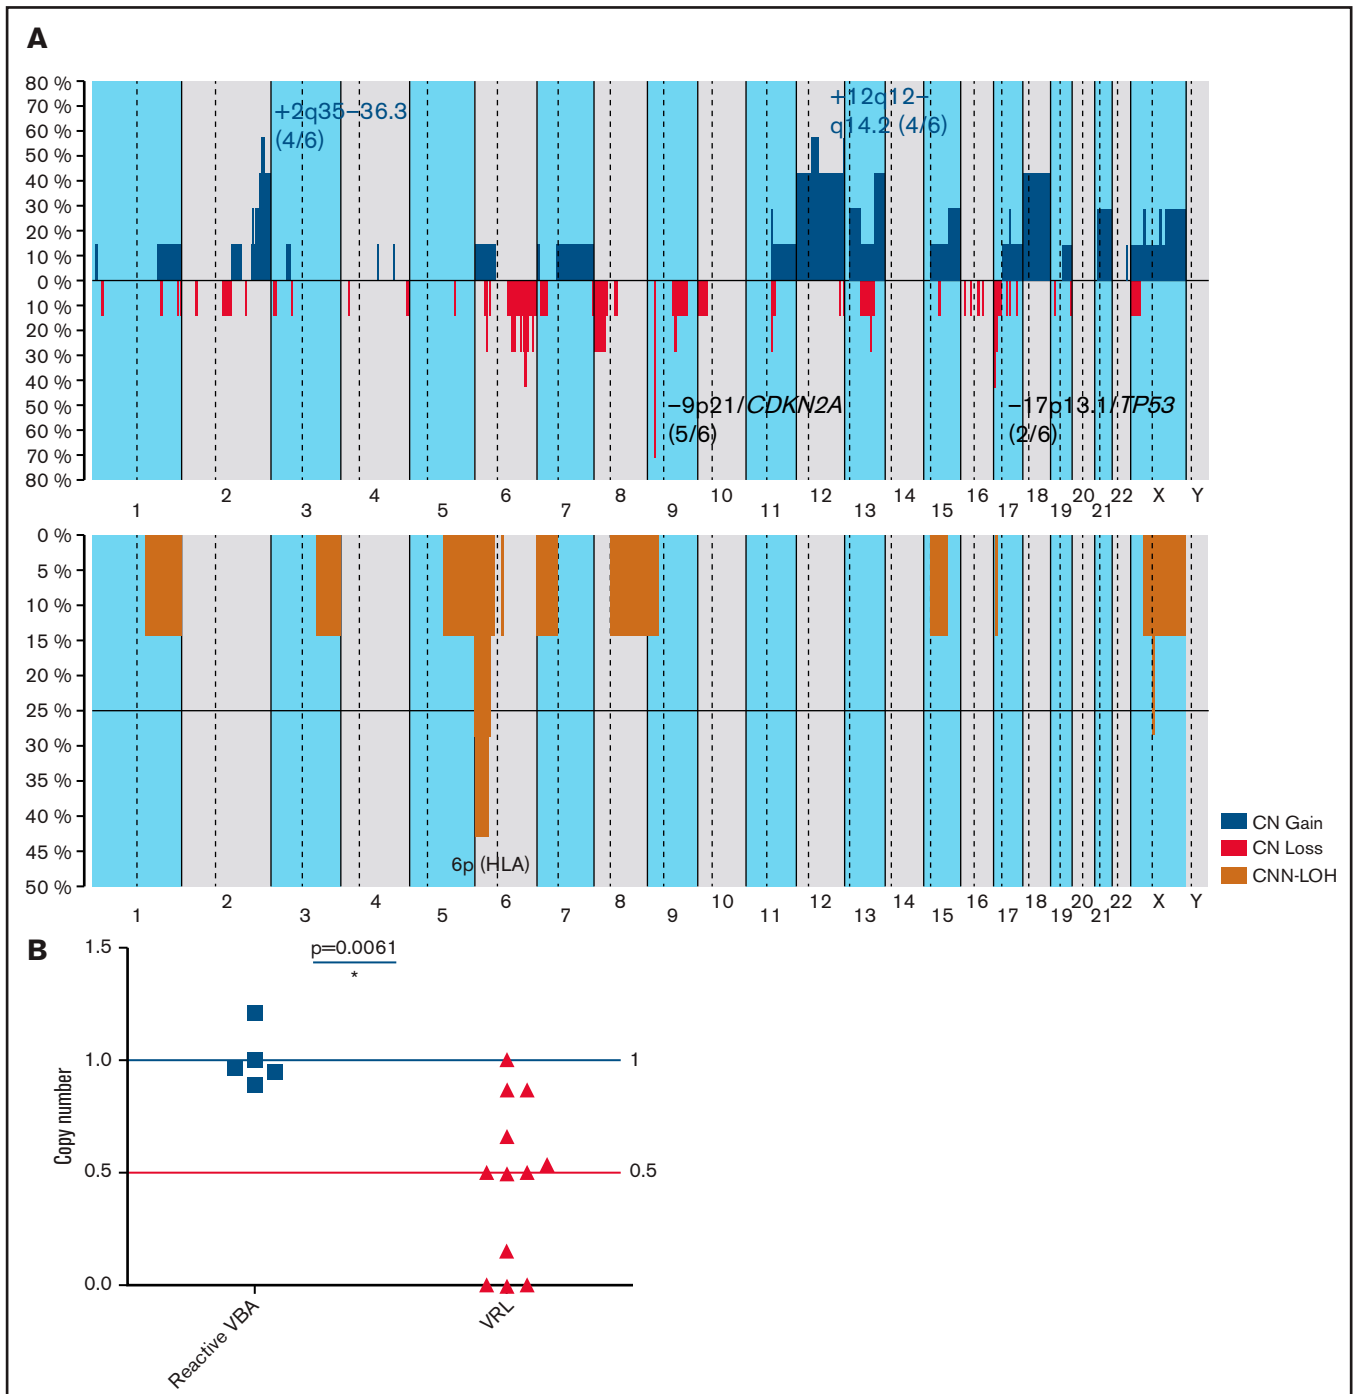 A
80 %
70 %
60 %
50 %
40 %
30 %
20 %
10 %
0 %
10 %
20 %
30 %
40 %
50 %
60 %
70 %
80 %
+2q35–36.3
(4/6)
+12q12–
q14.2 (4/6)
–9p21/CDKN2A
(5/6)
–17p13.1/TP53
(2/6)
2 4 6 8 10 12 14 16 18 20 22 X Y
1 3 5 7 9 11 13 15 17 19 21
0 %
5 %
10 %
15 %
20 %
25 %
30 %
35 %
40 %
45 %
50 %
6p (HLA)
CN Gain
CN Loss
CNN-LOH
1 2 3 4 5 6 7 8 9 10 11 12 13 14 15 16 17 18 19 20 21 22 X Y
B
1.5
1.0
0.5
0.0
Copy number
p=0.0061
*
1
0.5
Reactive VBA
VRL